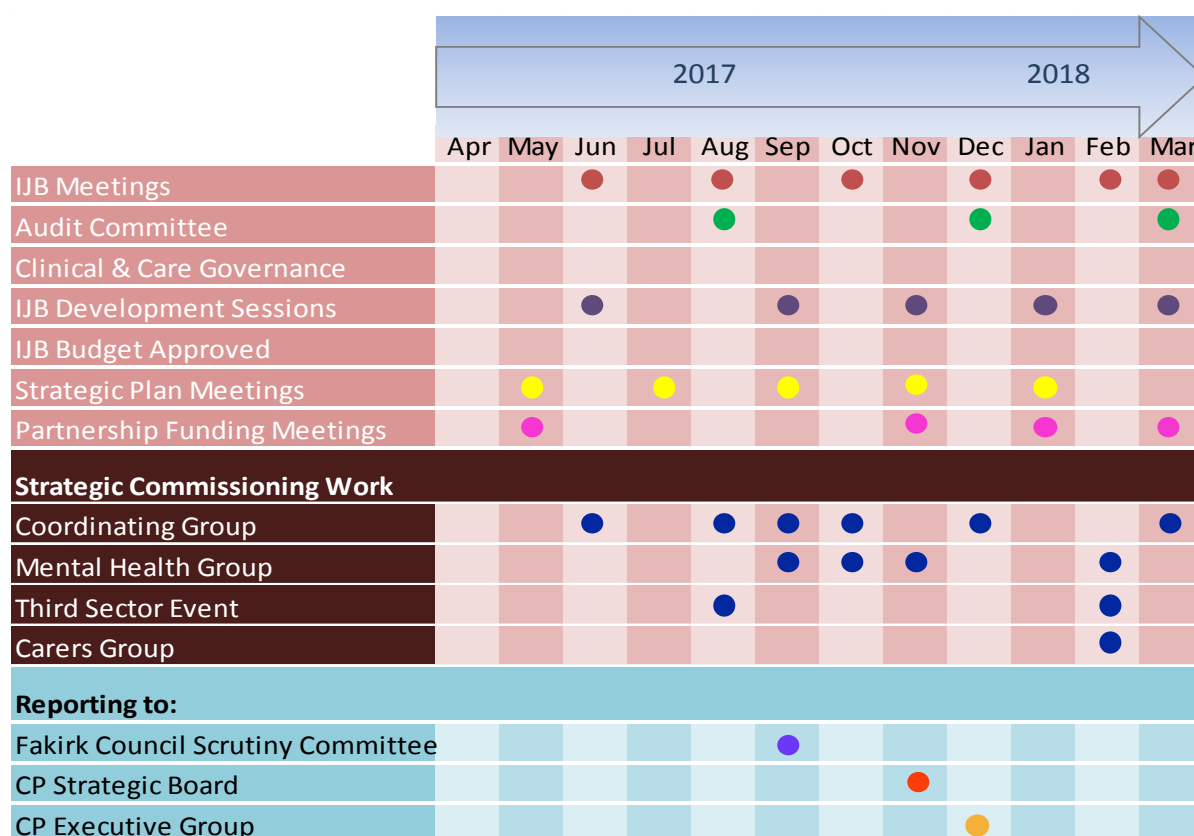 2017 2018
Apr May Jun Jul Aug Sep Oct Nov Dec Jan Feb Mar
IJB Meetings
Audit Committee
Clinical & Care Governance
IJB Development Sessions
IJB Budget Approved
Strategic Plan Meetings
Partnership Funding Meetings
Strategic Commissioning Work
Coordinating Group
Mental Health Group
Third Sector Event
Carers Group
Reporting to:
Fakirk Council Scrutiny Committee
CP Strategic Board
CP Executive Group